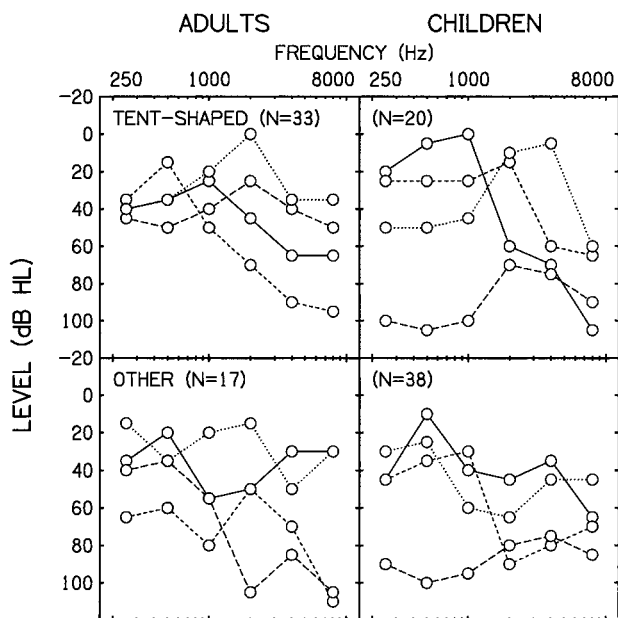 ADULTS CHILDREN
FREQUENCY (Hz)
250 1000 8000 250 1000 8000
-20
TENT-SHAPED (N=33) (N=20)
0
20
40
60
80
100
-20
OTHER (N=17) (N=38)
0
20
40
60
80
100
LEVEL (dB HL)